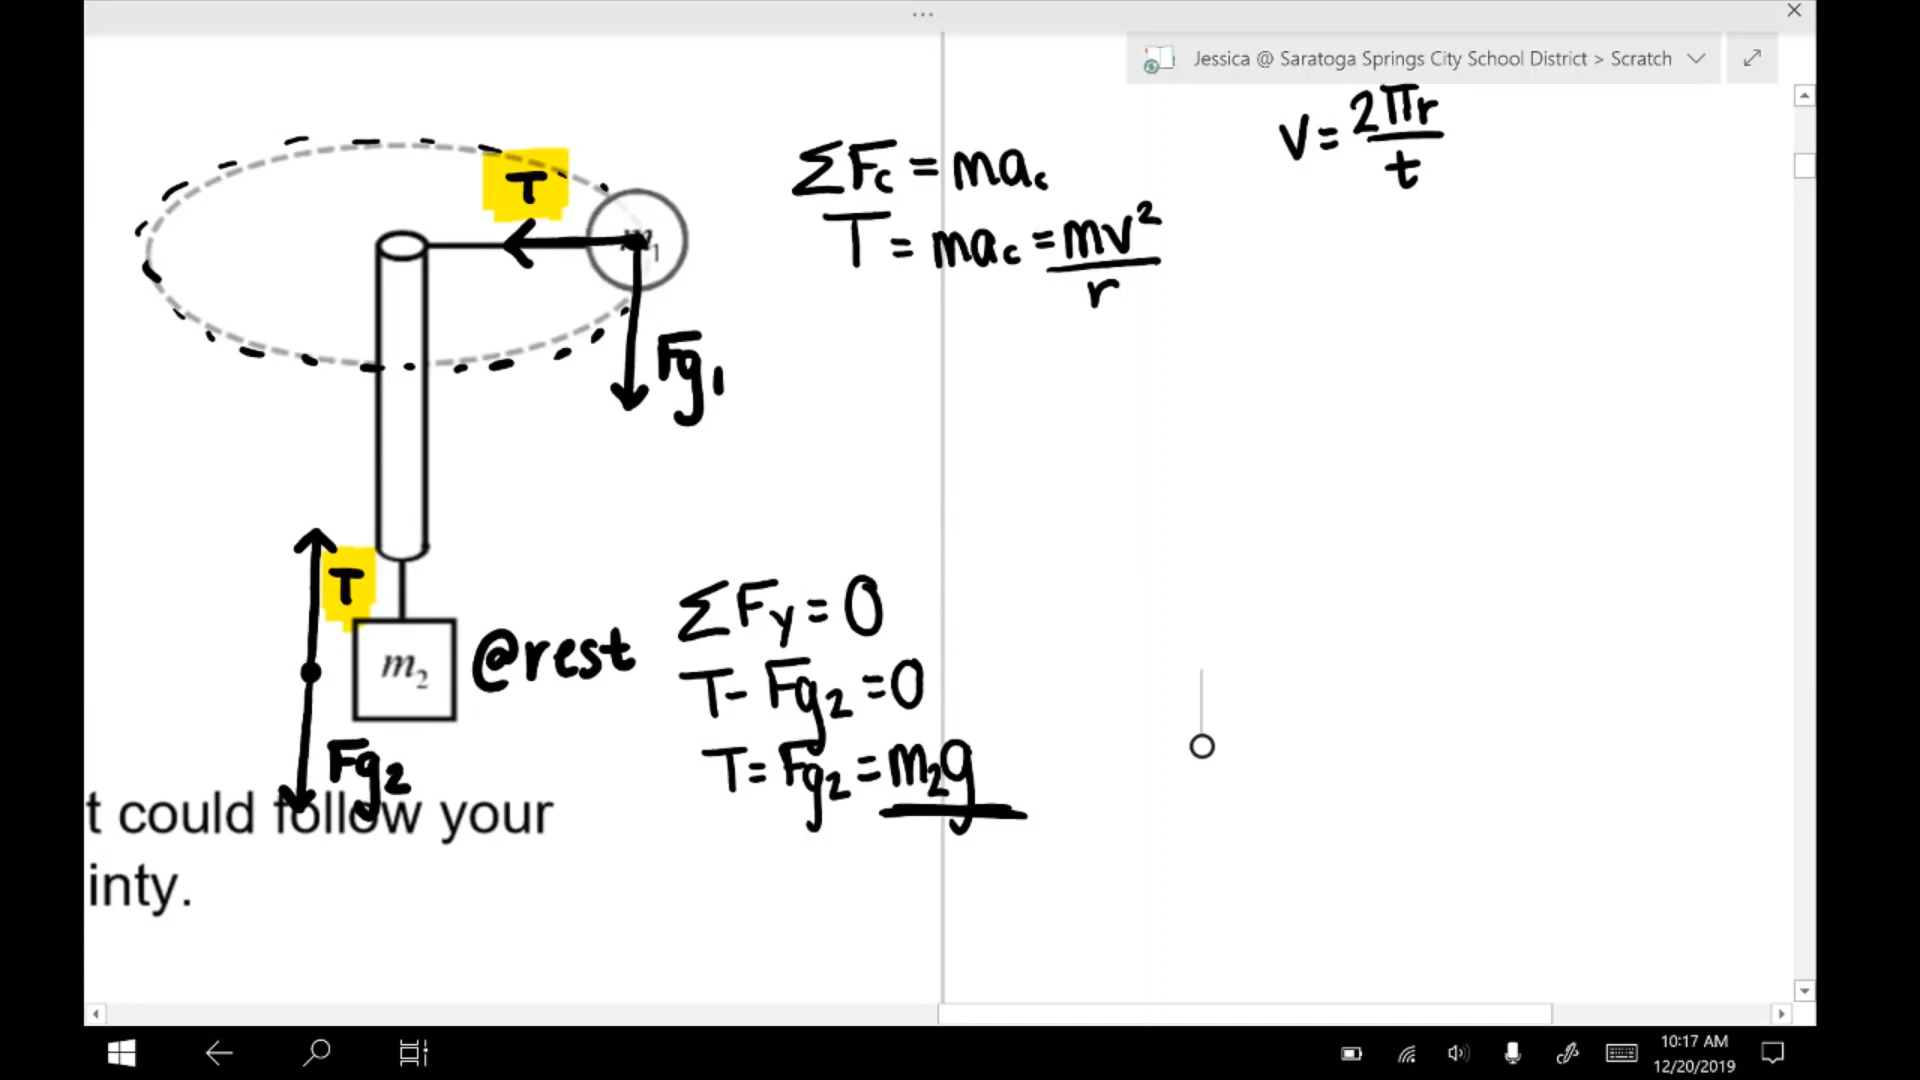 ...
Jessica @ Saratoga Springs City School District > Scratch
V = 2πr / t
ΣFc = mac
T = mac = mv² / r
T
m1
Fg1
T
m2
@rest
Fg2
ΣFy = 0
T - Fg2 = 0
T = Fg2 = m2g
t could follow your
inty.
10:17 AM
12/20/2019